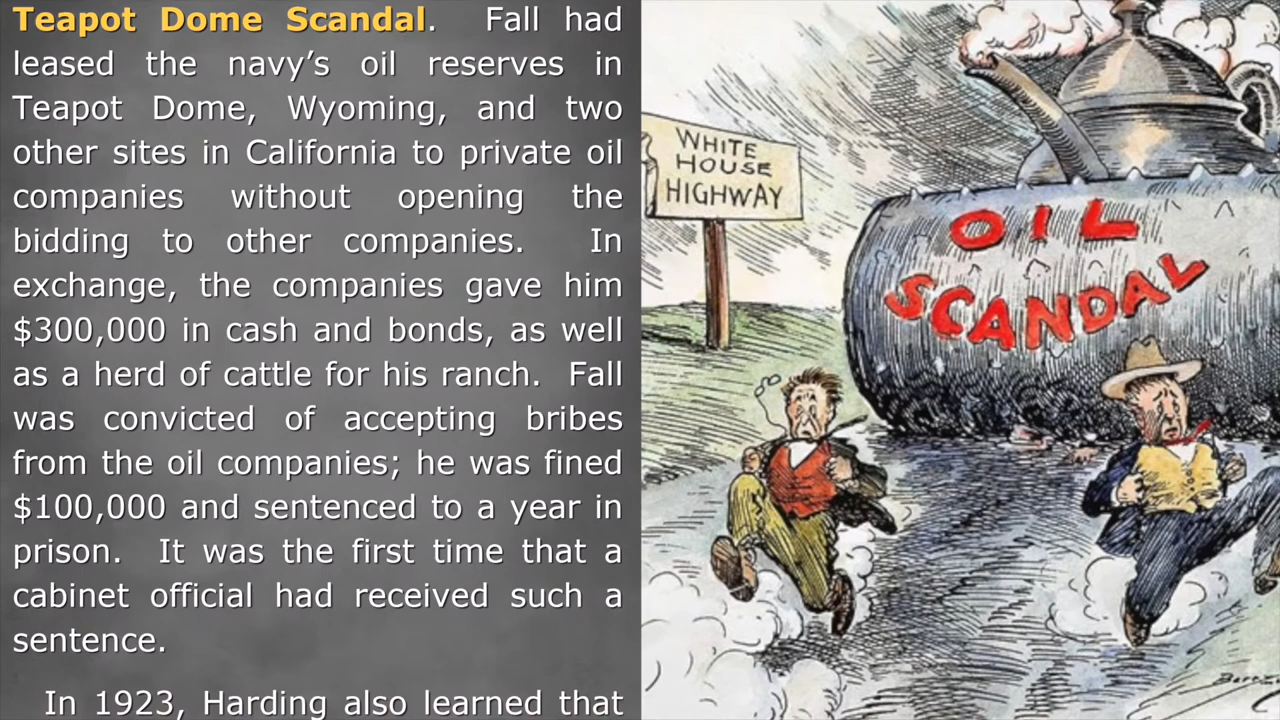 Teapot Dome Scandal. Fall had
leased the navy’s oil reserves in
Teapot Dome, Wyoming, and two
other sites in California to private oil
companies without opening the
bidding to other companies. In
exchange, the companies gave him
$300,000 in cash and bonds, as well
as a herd of cattle for his ranch. Fall
was convicted of accepting bribes
from the oil companies; he was fined
$100,000 and sentenced to a year in
prison. It was the first time that a
cabinet official had received such a
sentence.
In 1923, Harding also learned that
WHITE
HOUSE
HIGHWAY
OIL
SCANDAL